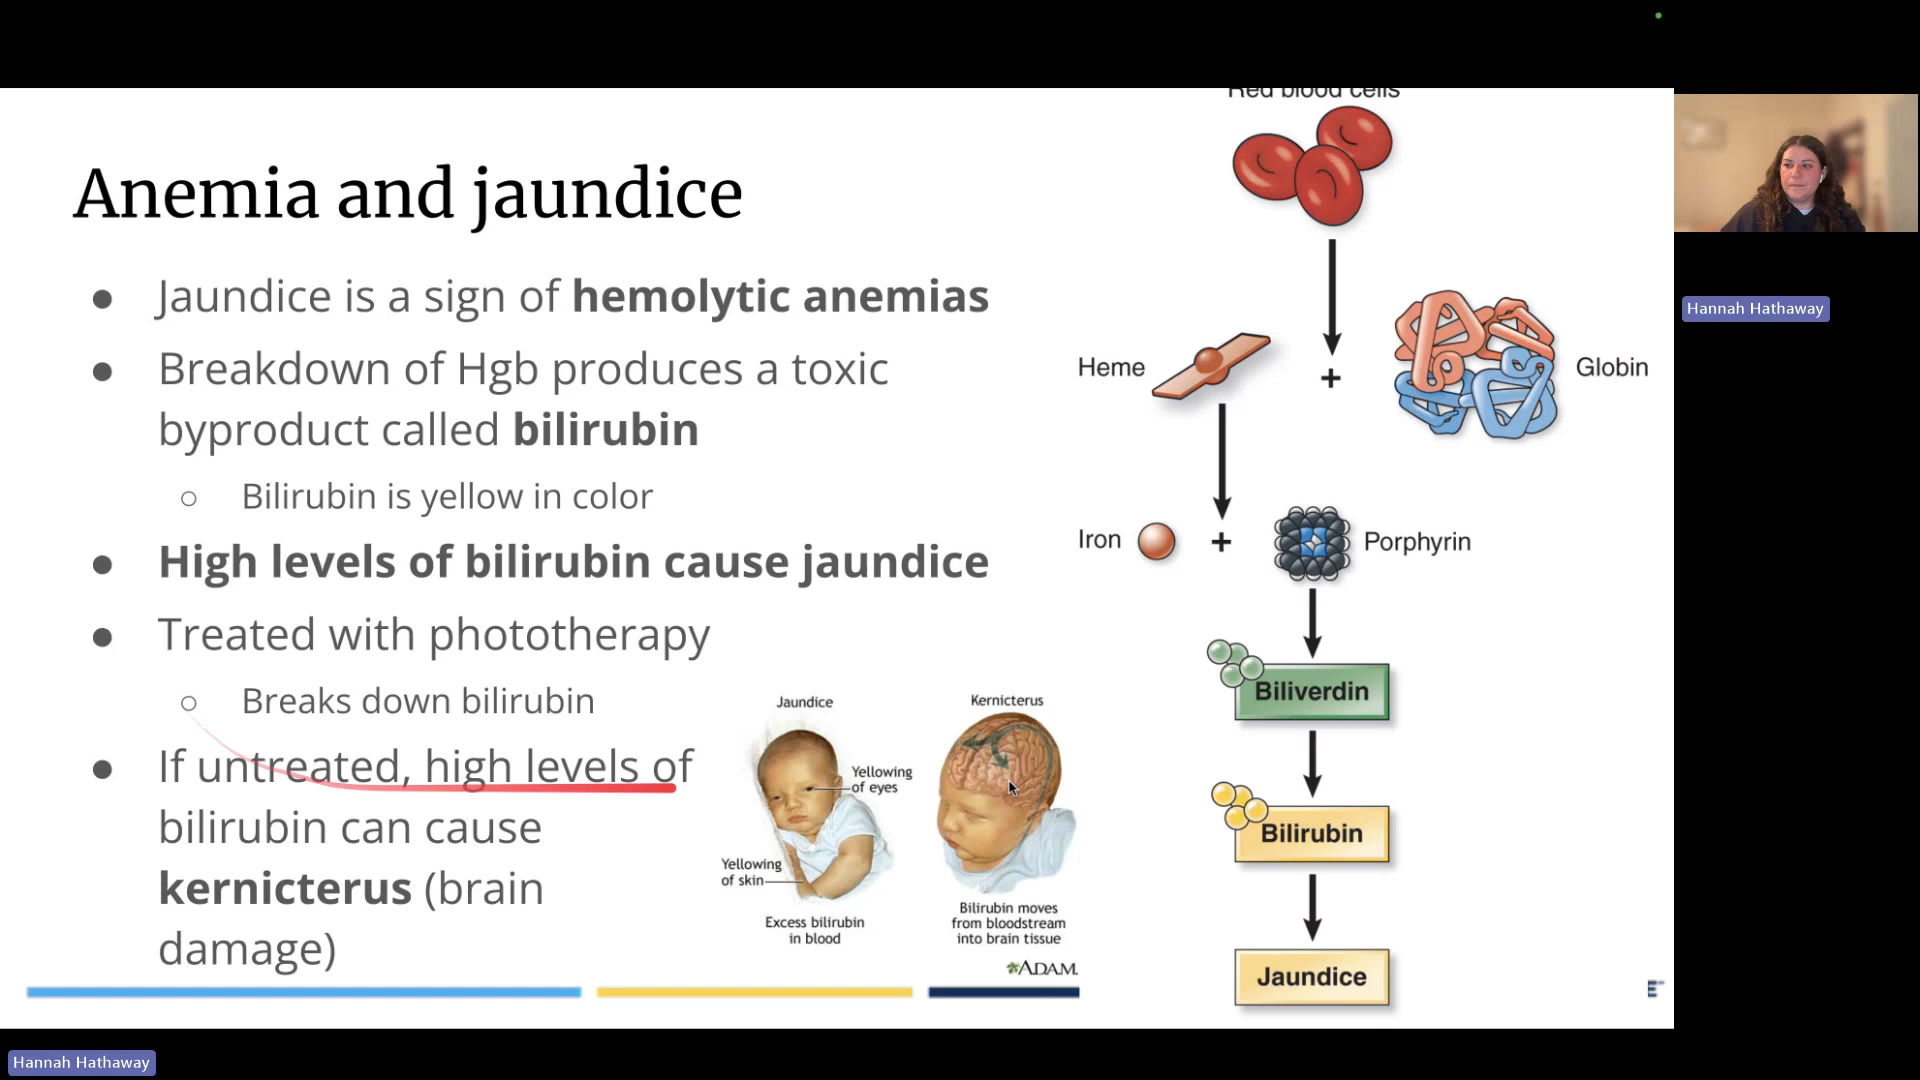 Anemia and jaundice
● Jaundice is a sign of hemolytic anemias
● Breakdown of Hgb produces a toxic
byproduct called bilirubin
○ Bilirubin is yellow in color
● High levels of bilirubin cause jaundice
● Treated with phototherapy
○ Breaks down bilirubin
● If untreated, high levels of
bilirubin can cause
kernicterus (brain
damage)
Jaundice
Yellowing
of eyes
Yellowing
of skin
Excess bilirubin
in blood
Kernicterus
Bilirubin moves
from bloodstream
into brain tissue
ADAM.
Red blood cells
Heme
+
Globin
Iron
+
Porphyrin
Biliverdin
Bilirubin
Jaundice
Hannah Hathaway
Hannah Hathaway